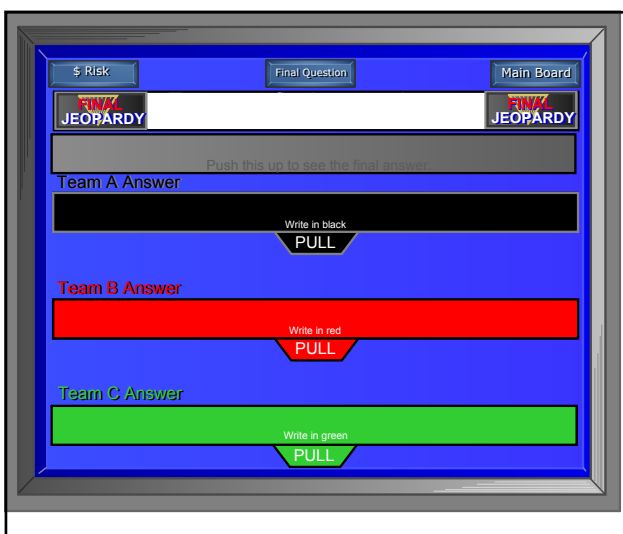 $ Risk
Final Question
Main Board
FINAL
JEOPARDY
FINAL
JEOPARDY
Push this up to see the final answer.
Team A Answer
Write in black
PULL
Team B Answer
Write in red
PULL
Team C Answer
Write in green
PULL